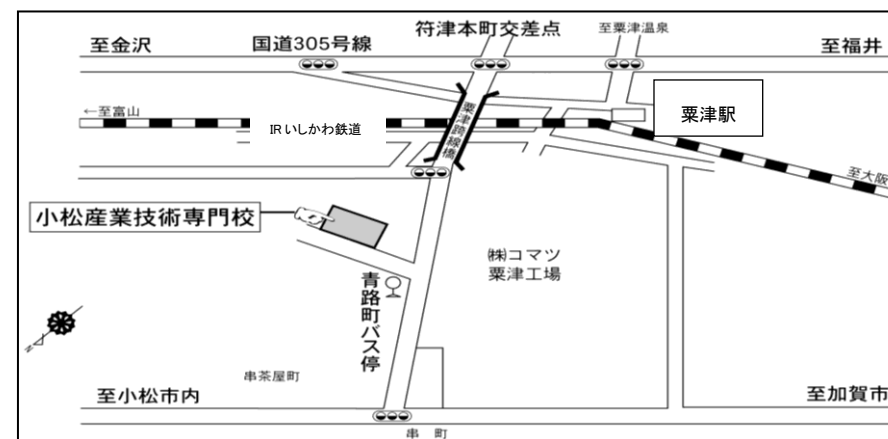 符津本町交差点
至粟津温泉
至金沢
国道305号線
至福井
←至富山
IRいしかわ鉄道
粟津跨線橋
粟津駅
至大阪
小松産業技術専門校
㈱コマツ
粟津工場
青路町バス停
N
串茶屋町
至小松市内
至加賀市
串 町